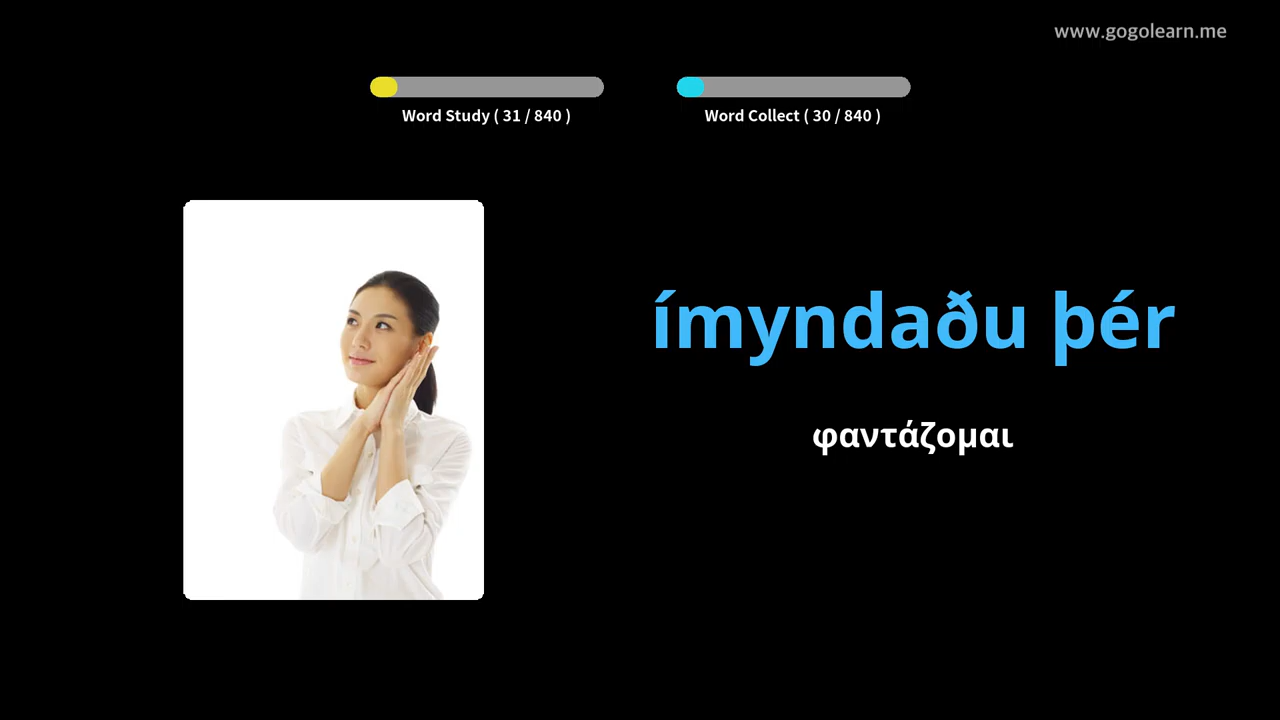 www.gogolearn.me
Word Study ( 31 / 840 )
Word Collect ( 30 / 840 )
ímyndaðu þér
φαντάζομαι